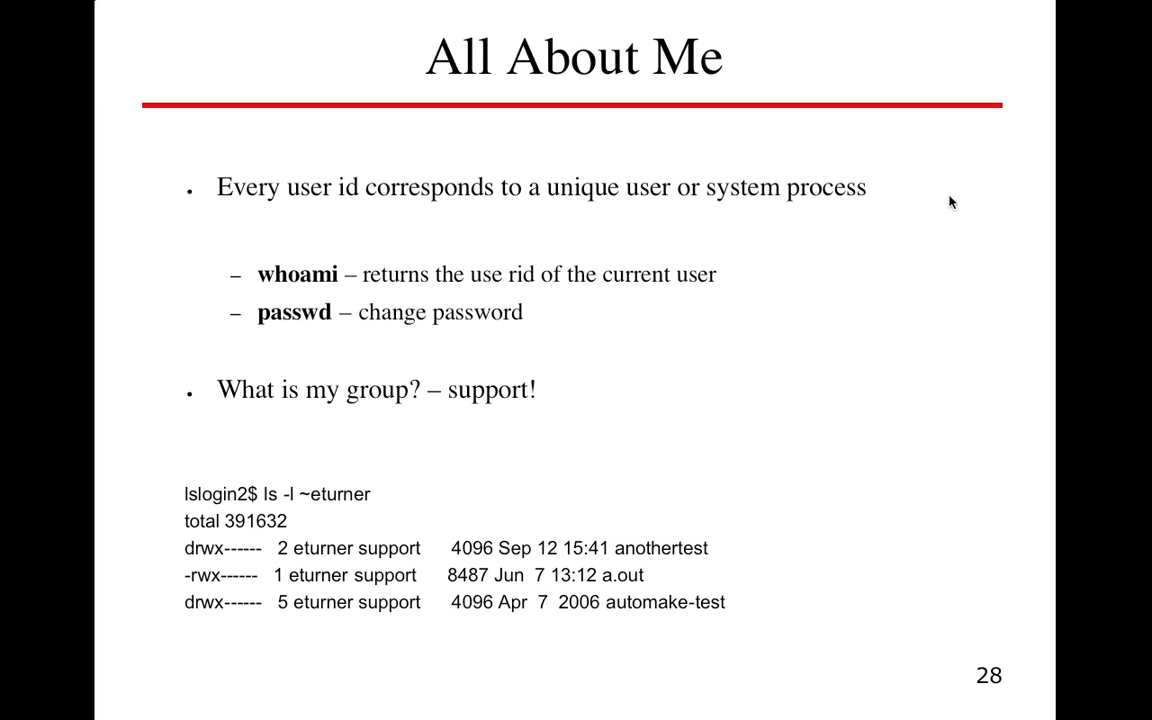 All About Me
• Every user id corresponds to a unique user or system process
– whoami – returns the use rid of the current user
– passwd – change password
• What is my group? – support!
lslogin2$ ls -l ~eturner
total 391632
drwx------ 2 eturner support 4096 Sep 12 15:41 anothertest
-rwx------ 1 eturner support 8487 Jun 7 13:12 a.out
drwx------ 5 eturner support 4096 Apr 7 2006 automake-test
28